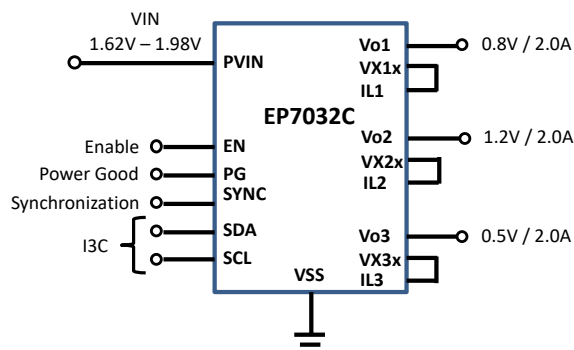 VIN
1.62V – 1.98V
PVIN
Enable
EN
Power Good
PG
Synchronization
SYNC
I3C
SDA
SCL
EP7032C
VSS
Vo1
0.8V / 2.0A
VX1x
IL1
Vo2
1.2V / 2.0A
VX2x
IL2
Vo3
0.5V / 2.0A
VX3x
IL3